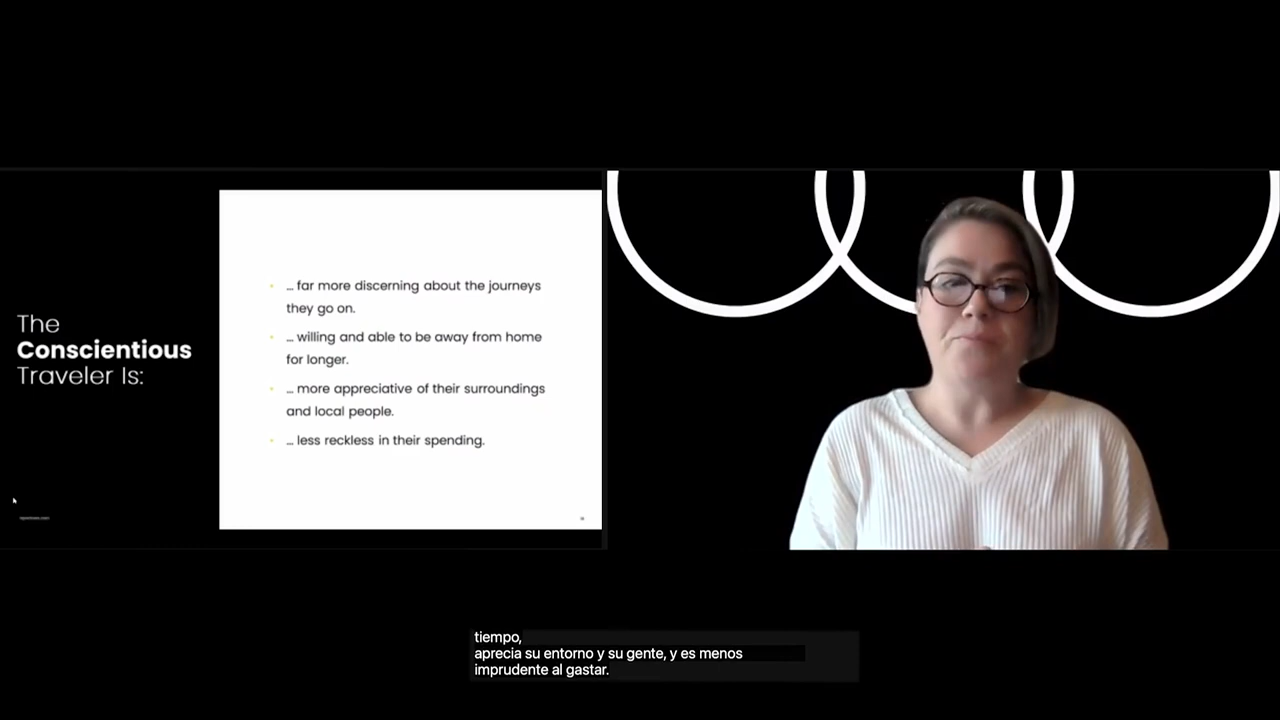 The
Conscientious
Traveler Is:
... far more discerning about the journeys
they go on.
... willing and able to be away from home
for longer.
... more appreciative of their surroundings
and local people.
... less reckless in their spending.
tiempo,
aprecia su entorno y su gente, y es menos
imprudente al gastar.